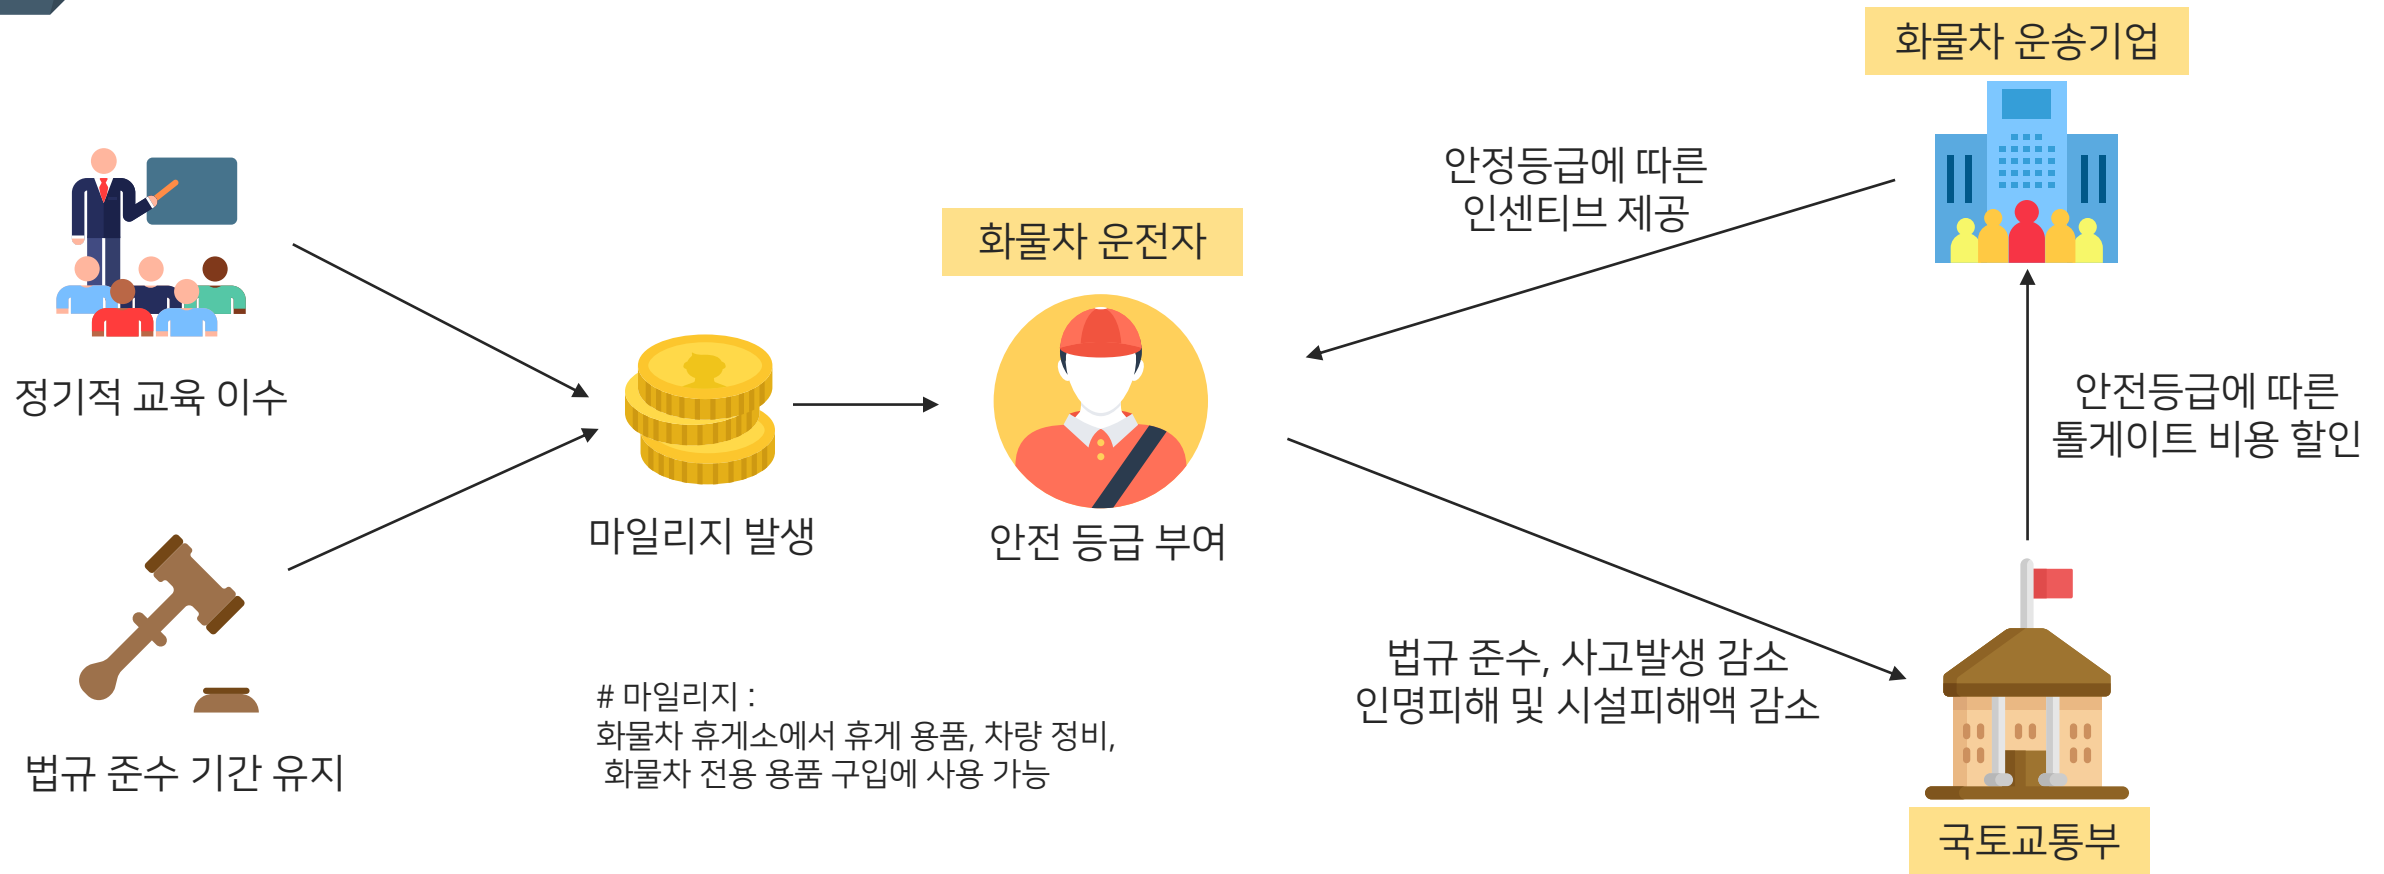 화물차 운송기업
안정등급에 따른
인센티브 제공
화물차 운전자
정기적 교육 이수
안전등급에 따른
톨게이트 비용 할인
마일리지 발생
안전 등급 부여
법규 준수, 사고발생 감소
인명피해 및 시설피해액 감소
# 마일리지 :
화물차 휴게소에서 휴게 용품, 차량 정비,
화물차 전용 용품 구입에 사용 가능
법규 준수 기간 유지
국토교통부